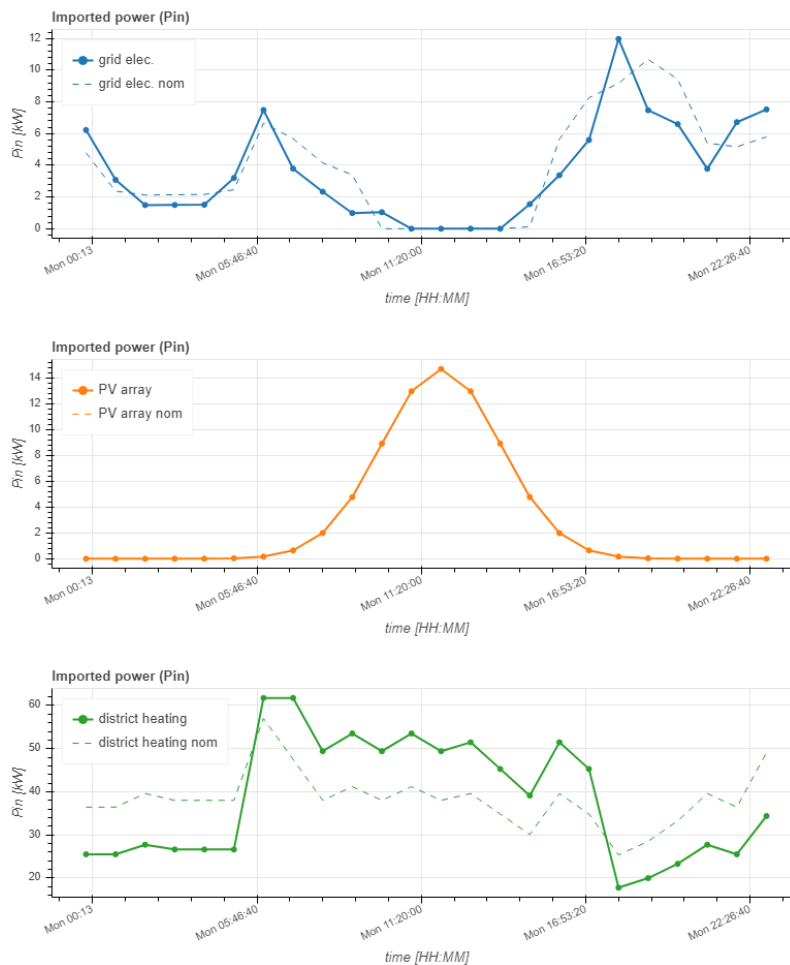 Imported power (Pin)
12
10
8
6
4
2
0
Pin [kW]
grid elec.
grid elec. nom
Mon 00:13
Mon 05:46:40
Mon 11:20:00
Mon 16:53:20
Mon 22:26:40
time [HH:MM]
Imported power (Pin)
14
12
10
8
6
4
2
0
Pin [kW]
PV array
PV array nom
Mon 00:13
Mon 05:46:40
Mon 11:20:00
Mon 16:53:20
Mon 22:26:40
time [HH:MM]
Imported power (Pin)
60
50
40
30
20
Pin [kW]
district heating
district heating nom
Mon 00:13
Mon 05:46:40
Mon 11:20:00
Mon 16:53:20
Mon 22:26:40
time [HH:MM]